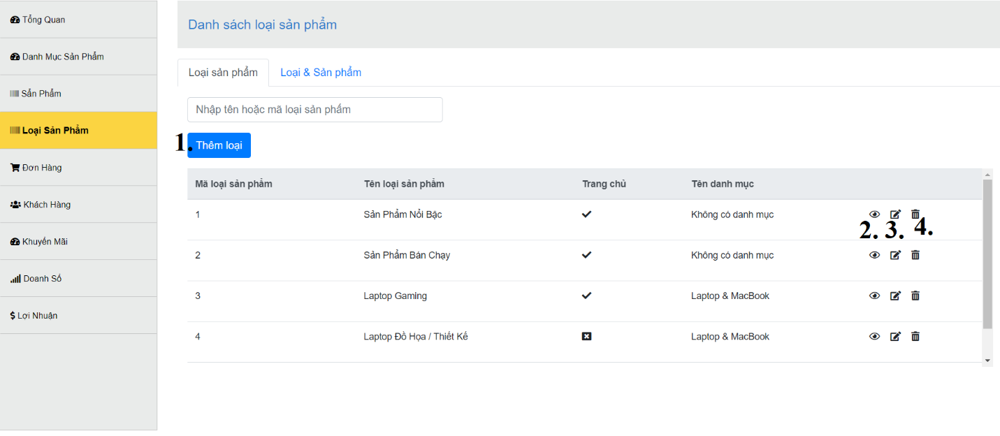 Tổng Quan
Danh Mục Sản Phẩm
Sẩn Phẩm
Loại Sản Phẩm
Đơn Hàng
Khách Hàng
Khuyến Mãi
Doanh Số
Lợi Nhuận
Danh sách loại sản phẩm
Loại sản phẩm Loại & Sản phẩm
Nhập tên hoặc mã loại sản phẩm
1. Thêm loại
Mã loại sản phẩm Tên loại sản phẩm Trang chủ Tên danh mục
1 Sản Phẩm Nổi Bặc Không có danh mục
2. 3. 4.
2 Sản Phẩm Bán Chạy Không có danh mục
3 Laptop Gaming Laptop & MacBook
4 Laptop Đồ Họa / Thiết Kế Laptop & MacBook